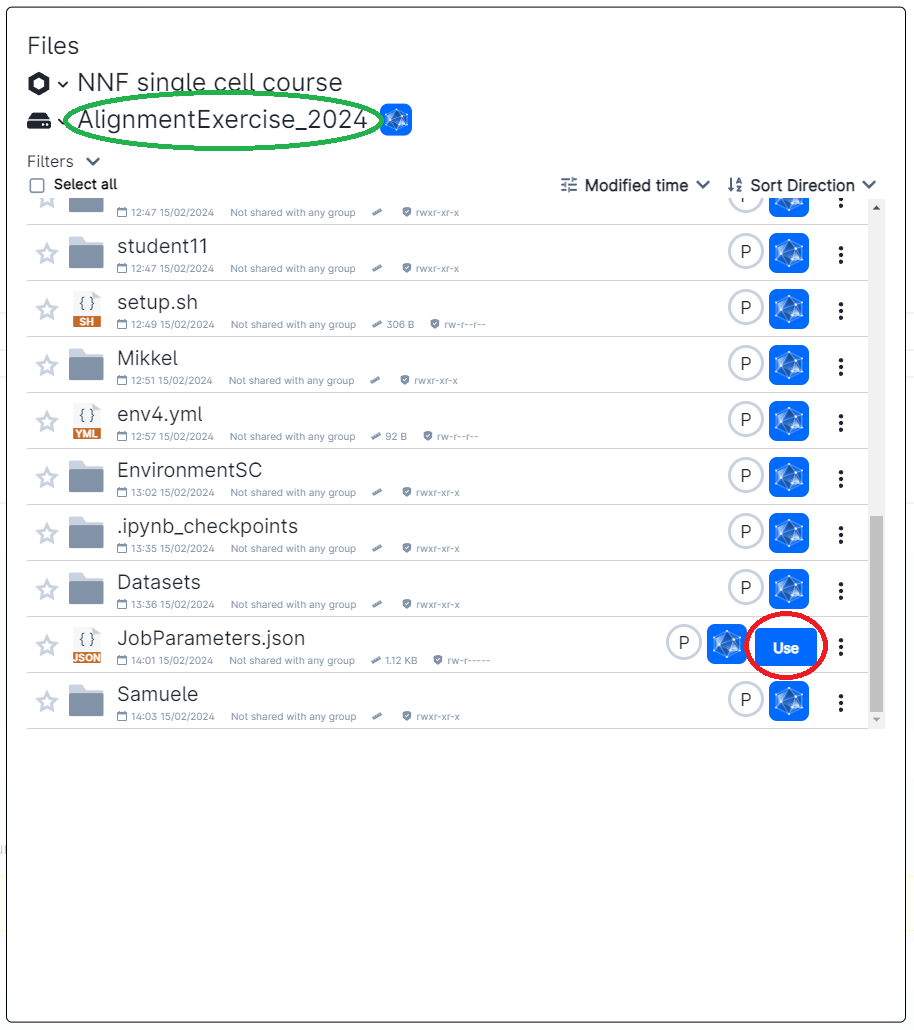 Files
NNF single cell course
AlignmentExercise_2024
Filters
Select all
Modified time
Sort Direction
12:47 15/02/2024 Not shared with any group rwxr-xr-x
student11
P
12:47 15/02/2024 Not shared with any group rwxr-xr-x
{ } SH
setup.sh
P
12:49 15/02/2024 Not shared with any group 306 B rw-r--r--
Mikkel
P
12:51 15/02/2024 Not shared with any group rwxr-xr-x
{ } YML
env4.yml
P
12:57 15/02/2024 Not shared with any group 92 B rw-r--r--
EnvironmentSC
P
13:02 15/02/2024 Not shared with any group rwxr-xr-x
.ipynb_checkpoints
P
13:35 15/02/2024 Not shared with any group rwxr-xr-x
Datasets
P
13:36 15/02/2024 Not shared with any group rwxr-xr-x
{ } JSON
JobParameters.json
P
Use
14:01 15/02/2024 Not shared with any group 1.12 KB rw-r-----
Samuele
P
14:03 15/02/2024 Not shared with any group rwxr-xr-x